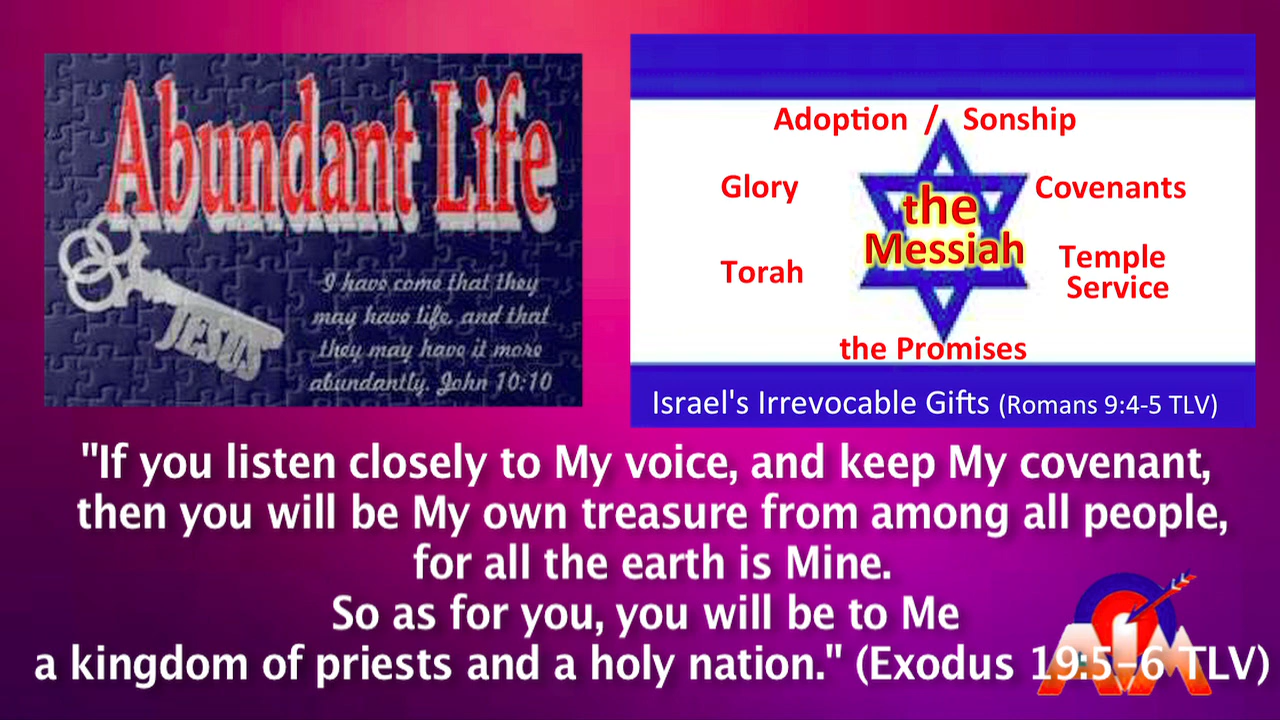 Abundant Life
JESUS
I have come that they
may have life, and that
they may have it more
abundantly. John 10:10
Adoption / Sonship
Glory
Covenants
the
Messiah
Torah
Temple
Service
the Promises
Israel's Irrevocable Gifts (Romans 9:4-5 TLV)
"If you listen closely to My voice, and keep My covenant,
then you will be My own treasure from among all people,
for all the earth is Mine.
So as for you, you will be to Me
a kingdom of priests and a holy nation." (Exodus 19:5-6 TLV)
AIM